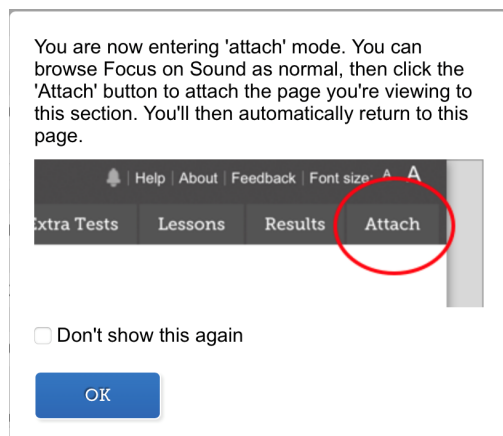 You are now entering 'attach' mode. You can
browse Focus on Sound as normal, then click the
'Attach' button to attach the page you're viewing to
this section. You'll then automatically return to this
page.
Help | About | Feedback | Font size: A A
Extra Tests Lessons Results Attach
Don't show this again
OK